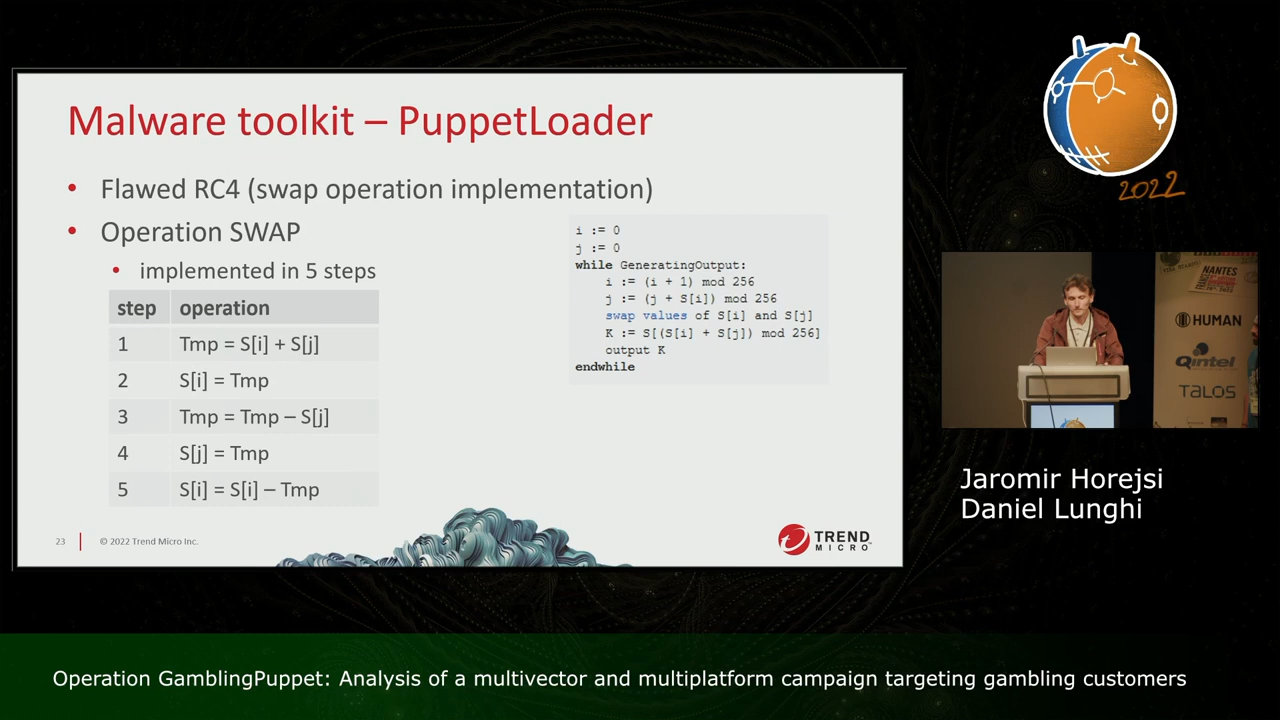 Malware toolkit – PuppetLoader
• Flawed RC4 (swap operation implementation)
• Operation SWAP
• implemented in 5 steps
step operation
1 Tmp = S[i] + S[j]
2 S[i] = Tmp
3 Tmp = Tmp – S[j]
4 S[j] = Tmp
5 S[i] = S[i] – Tmp
i := 0
j := 0
while GeneratingOutput:
i := (i + 1) mod 256
j := (j + S[i]) mod 256
swap values of S[i] and S[j]
K := S[(S[i] + S[j]) mod 256]
output K
endwhile
23 © 2022 Trend Micro Inc.
TREND
MICRO™
2022
NANTES
HUMAN
Qintel
TALOS
Jaromir Horejsi
Daniel Lunghi
Operation GamblingPuppet: Analysis of a multivector and multiplatform campaign targeting gambling customers